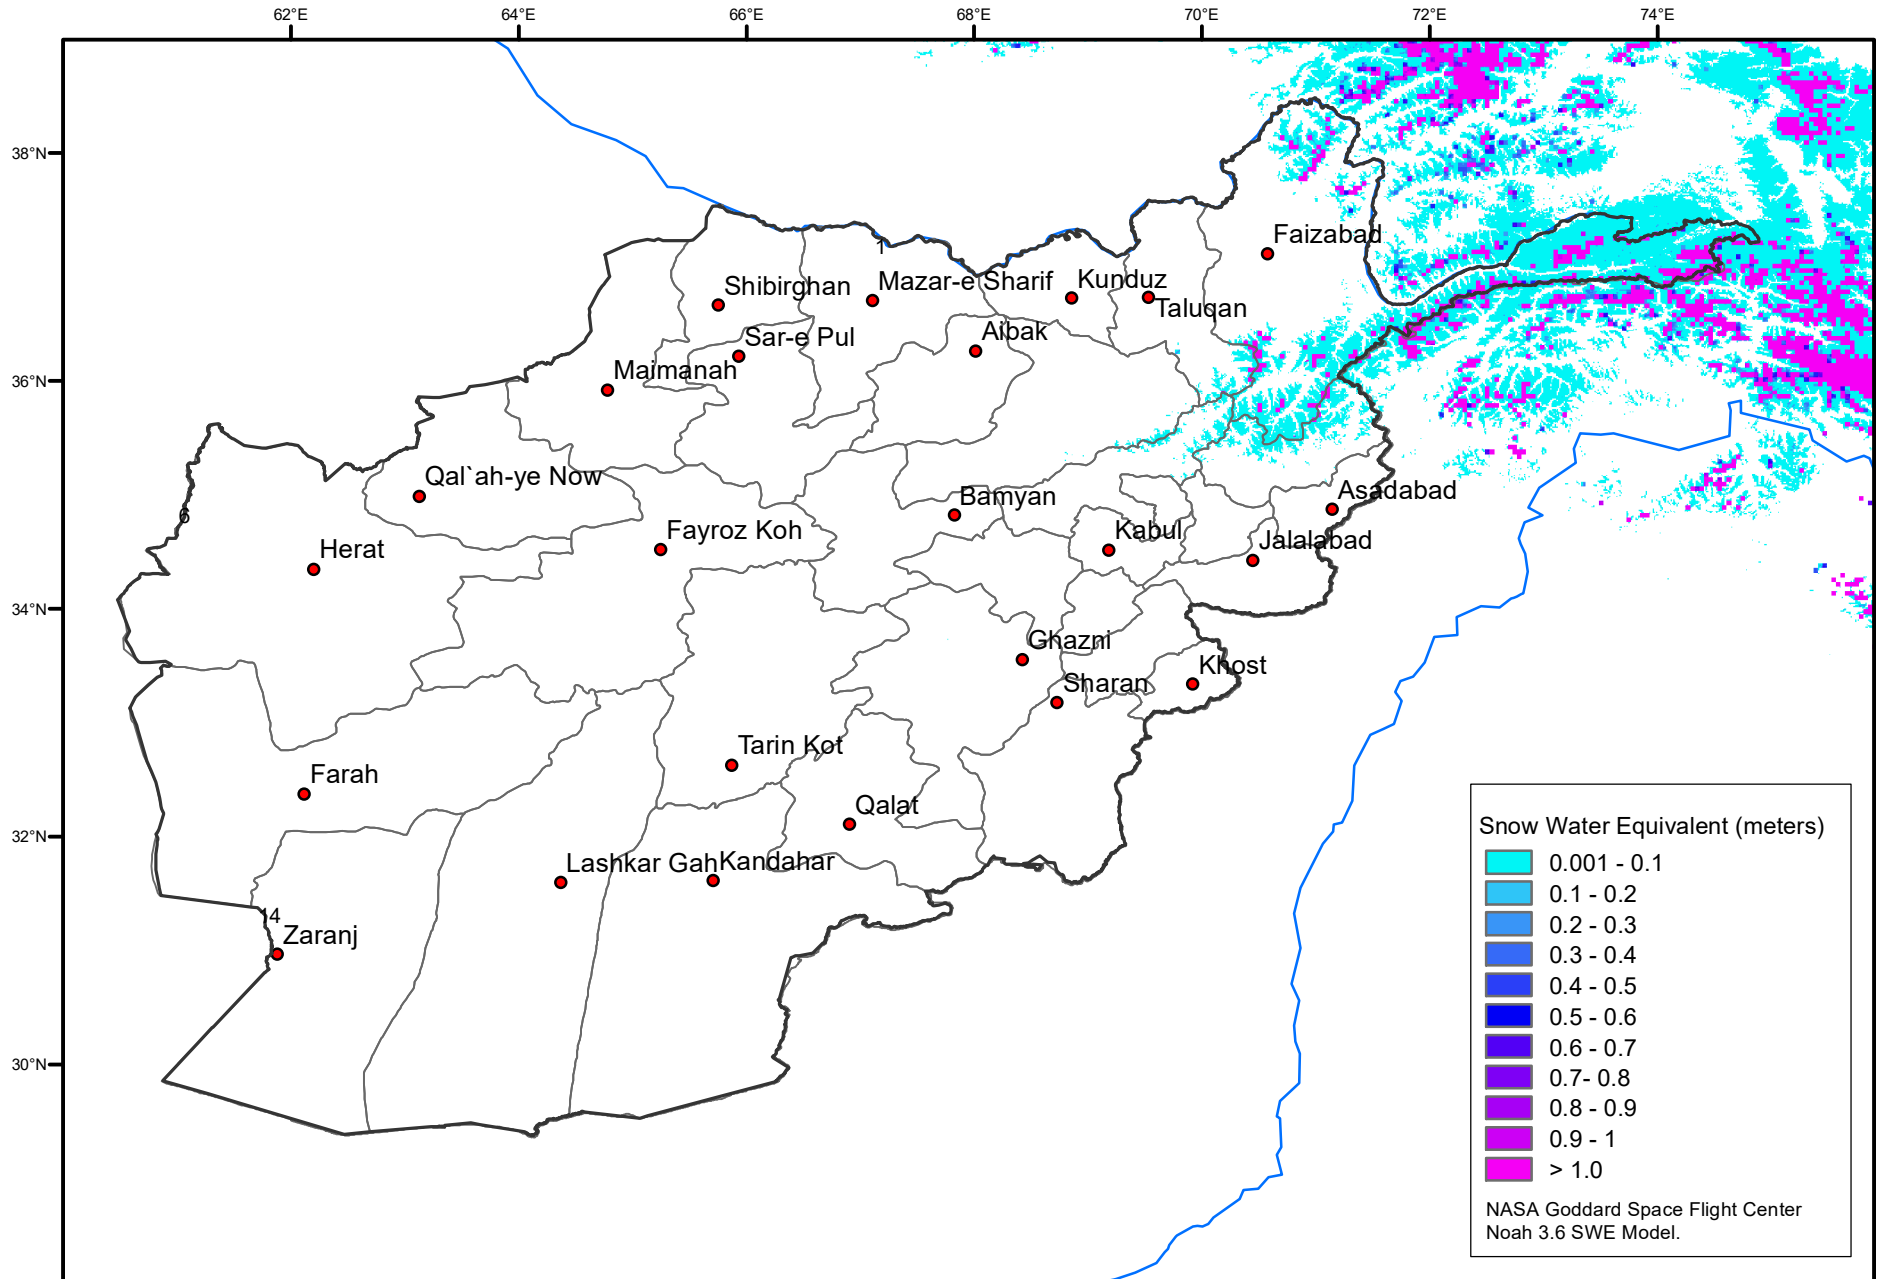 62°E 64°E 66°E 68°E 70°E 72°E 74°E
38°N
Faizabad
1
Shibirghan
Mazar-e Sharif
Kunduz
Taluqan
Sar-e Pul
Aibak
Maimanah
36°N
Qal`ah-ye Now
Bamyan
Asadabad
6
Fayroz Koh
Kabul
Jalalabad
Herat
34°N
Ghazni
Khost
Sharan
Tarin Kot
Farah
Qalat
32°N
Lashkar Gah
Kandahar
14
Zaranj
30°N
Snow Water Equivalent (meters)
0.001 - 0.1
0.1 - 0.2
0.2 - 0.3
0.3 - 0.4
0.4 - 0.5
0.5 - 0.6
0.6 - 0.7
0.7- 0.8
0.8 - 0.9
0.9 - 1
> 1.0
NASA Goddard Space Flight Center
Noah 3.6 SWE Model.